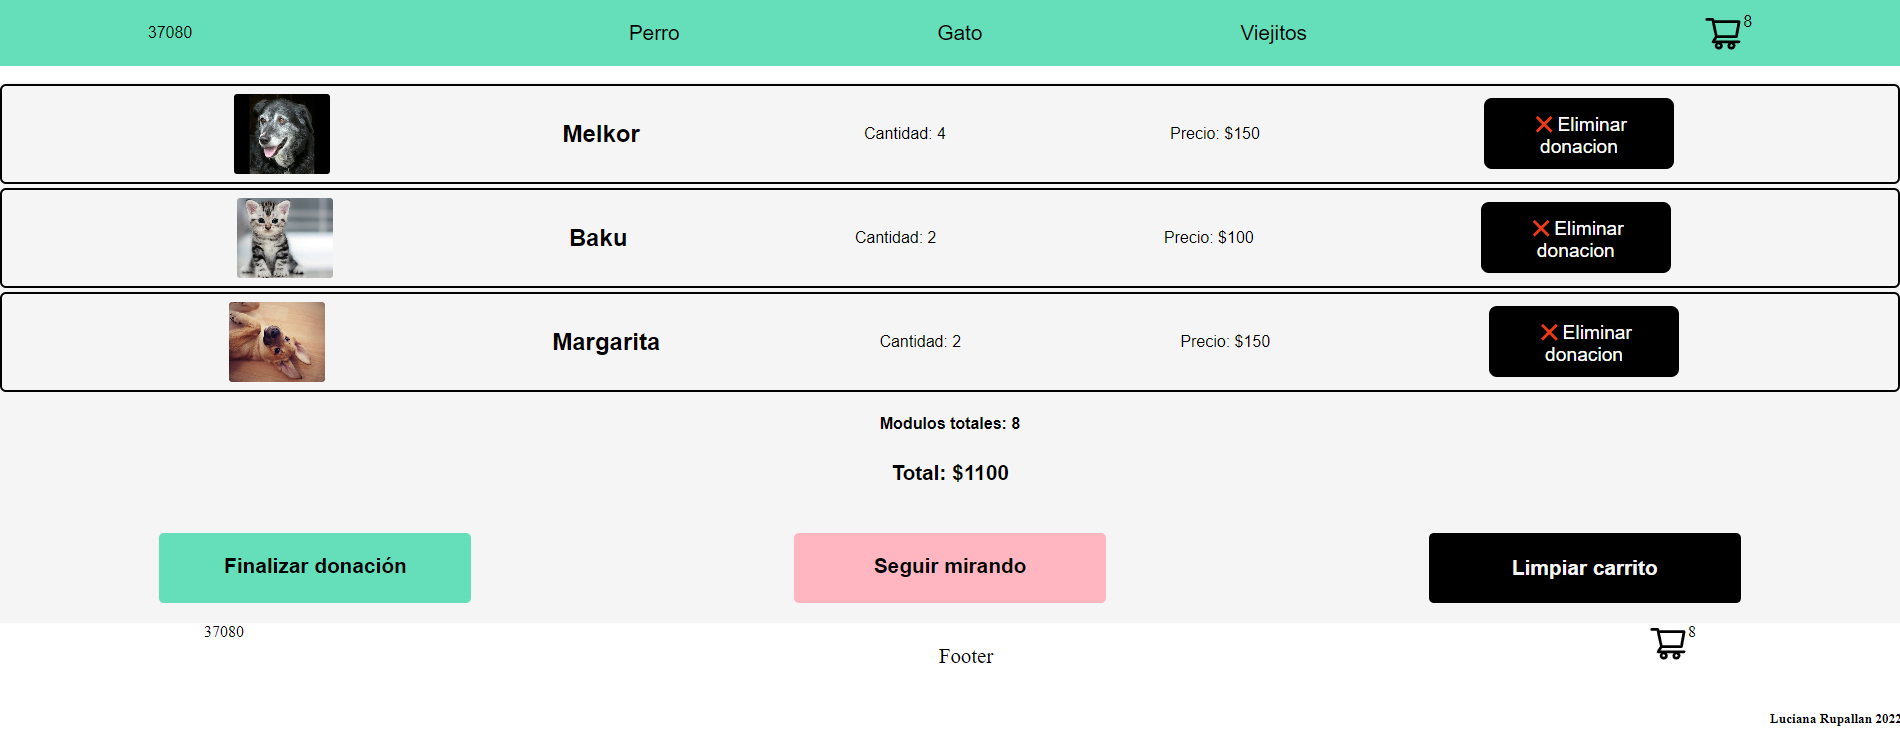 37080 Perro Gato Viejitos 8
Melkor Cantidad: 4 Precio: $150 ❌ Eliminar
donacion
Baku Cantidad: 2 Precio: $100 ❌ Eliminar
donacion
Margarita Cantidad: 2 Precio: $150 ❌ Eliminar
donacion
Modulos totales: 8
Total: $1100
Finalizar donación Seguir mirando Limpiar carrito
37080 8
Footer
Luciana Rupallan 2022